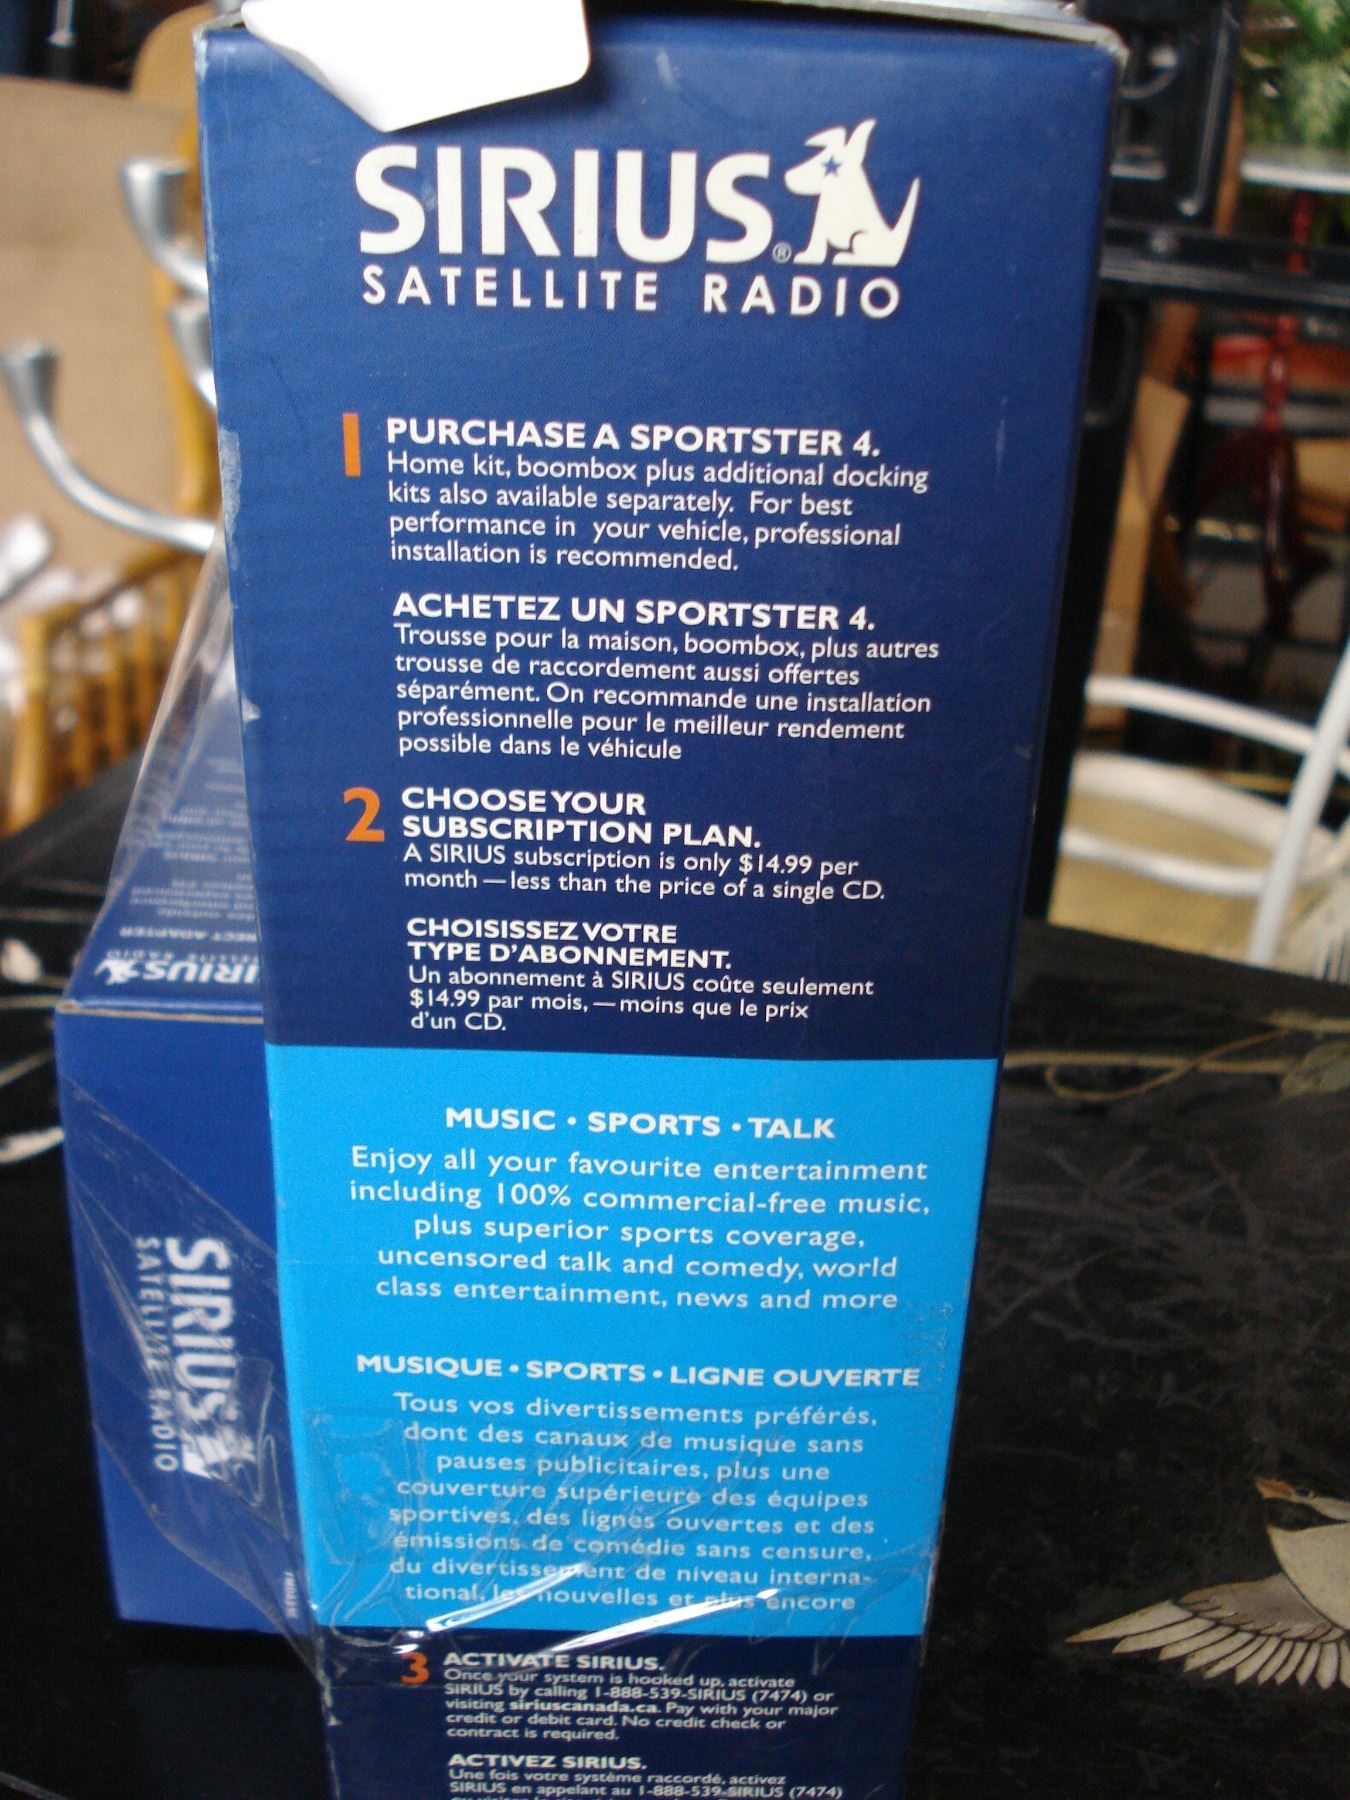 SIRIUS
SATELLITE RADIO
1 PURCHASE A SPORTSTER 4.
Home kit, boombox plus additional docking
kits also available separately. For best
performance in your vehicle, professional
installation is recommended.
ACHETEZ UN SPORTSTER 4.
Trousse pour la maison, boombox, plus autres
trousse de raccordement aussi offertes
séparément. On recommande une installation
professionnelle pour le meilleur rendement
possible dans le véhicule
2 CHOOSE YOUR
SUBSCRIPTION PLAN.
A SIRIUS subscription is only $14.99 per
month — less than the price of a single CD.
CHOISISSEZ VOTRE
TYPE D'ABONNEMENT.
Un abonnement à SIRIUS coûte seulement
$14.99 par mois, — moins que le prix
d'un CD.
MUSIC • SPORTS • TALK
Enjoy all your favourite entertainment
including 100% commercial-free music,
plus superior sports coverage,
uncensored talk and comedy, world
class entertainment, news and more
MUSIQUE • SPORTS • LIGNE OUVERTE
Tous vos divertissements préférés,
dont des canaux de musique sans
pauses publicitaires, plus une
couverture supérieure des équipes
sportives, des lignes ouvertes et des
émissions de comédie sans censure,
du divertissement de niveau interna-
tional, les nouvelles et plus encore
3 ACTIVATE SIRIUS.
Once your system is hooked up, activate
SIRIUS by calling 1-888-539-SIRIUS (7474) or
visiting siriuscanada.ca. Pay with your major
credit or debit card. No credit check or
contract is required.
ACTIVEZ SIRIUS.
Une fois votre système raccordé, activez
SIRIUS en appelant au 1-888-539-SIRIUS (7474)
SIRIUS
SATELLITE RADIO
SIRIUS
SATELLITE RADIO